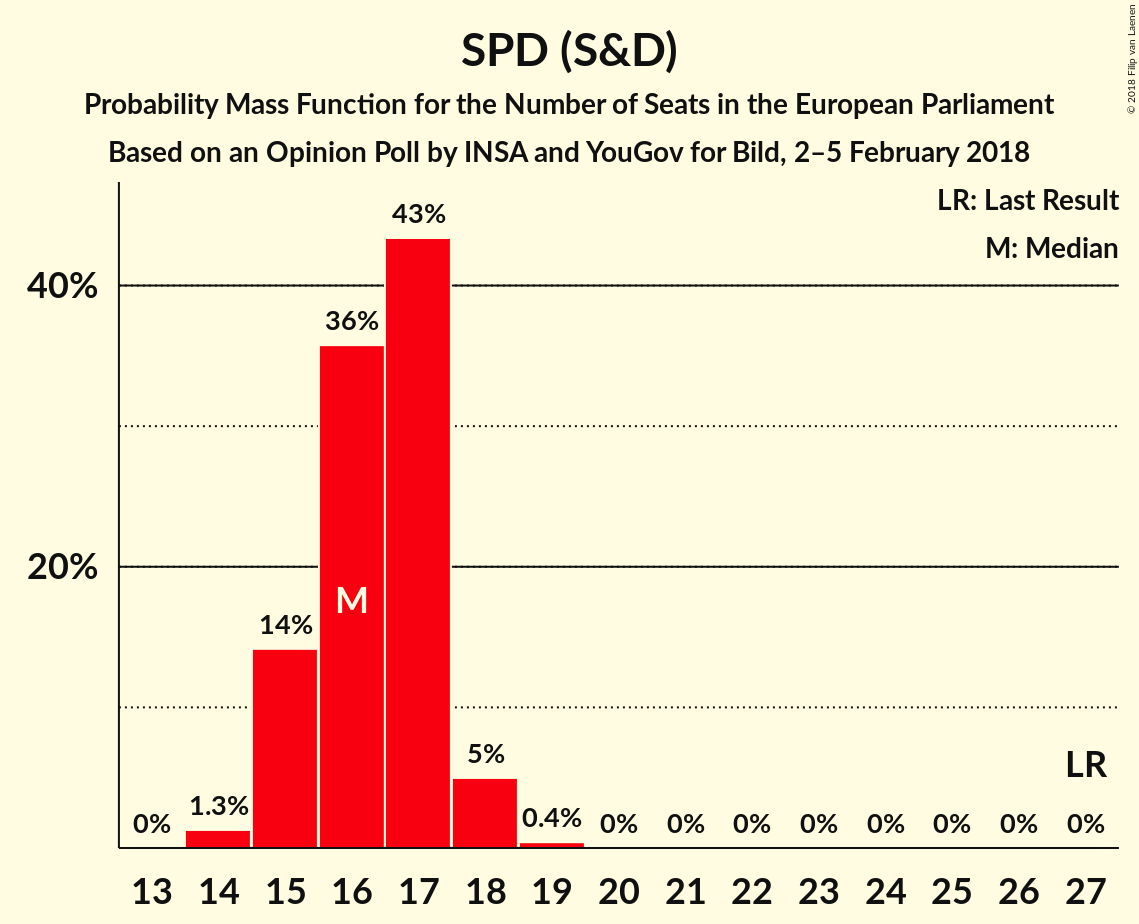 SPD (S&D)
Probability Mass Function for the Number of Seats in the European Parliament
Based on an Opinion Poll by INSA and YouGov for Bild, 2–5 February 2018
© 2018 Filip van Laenen
LR: Last Result
M: Median
40%
20%
0%
1.3%
14%
36%
43%
5%
0.4%
0%
0%
0%
0%
0%
0%
0%
0%
M
LR
13 14 15 16 17 18 19 20 21 22 23 24 25 26 27